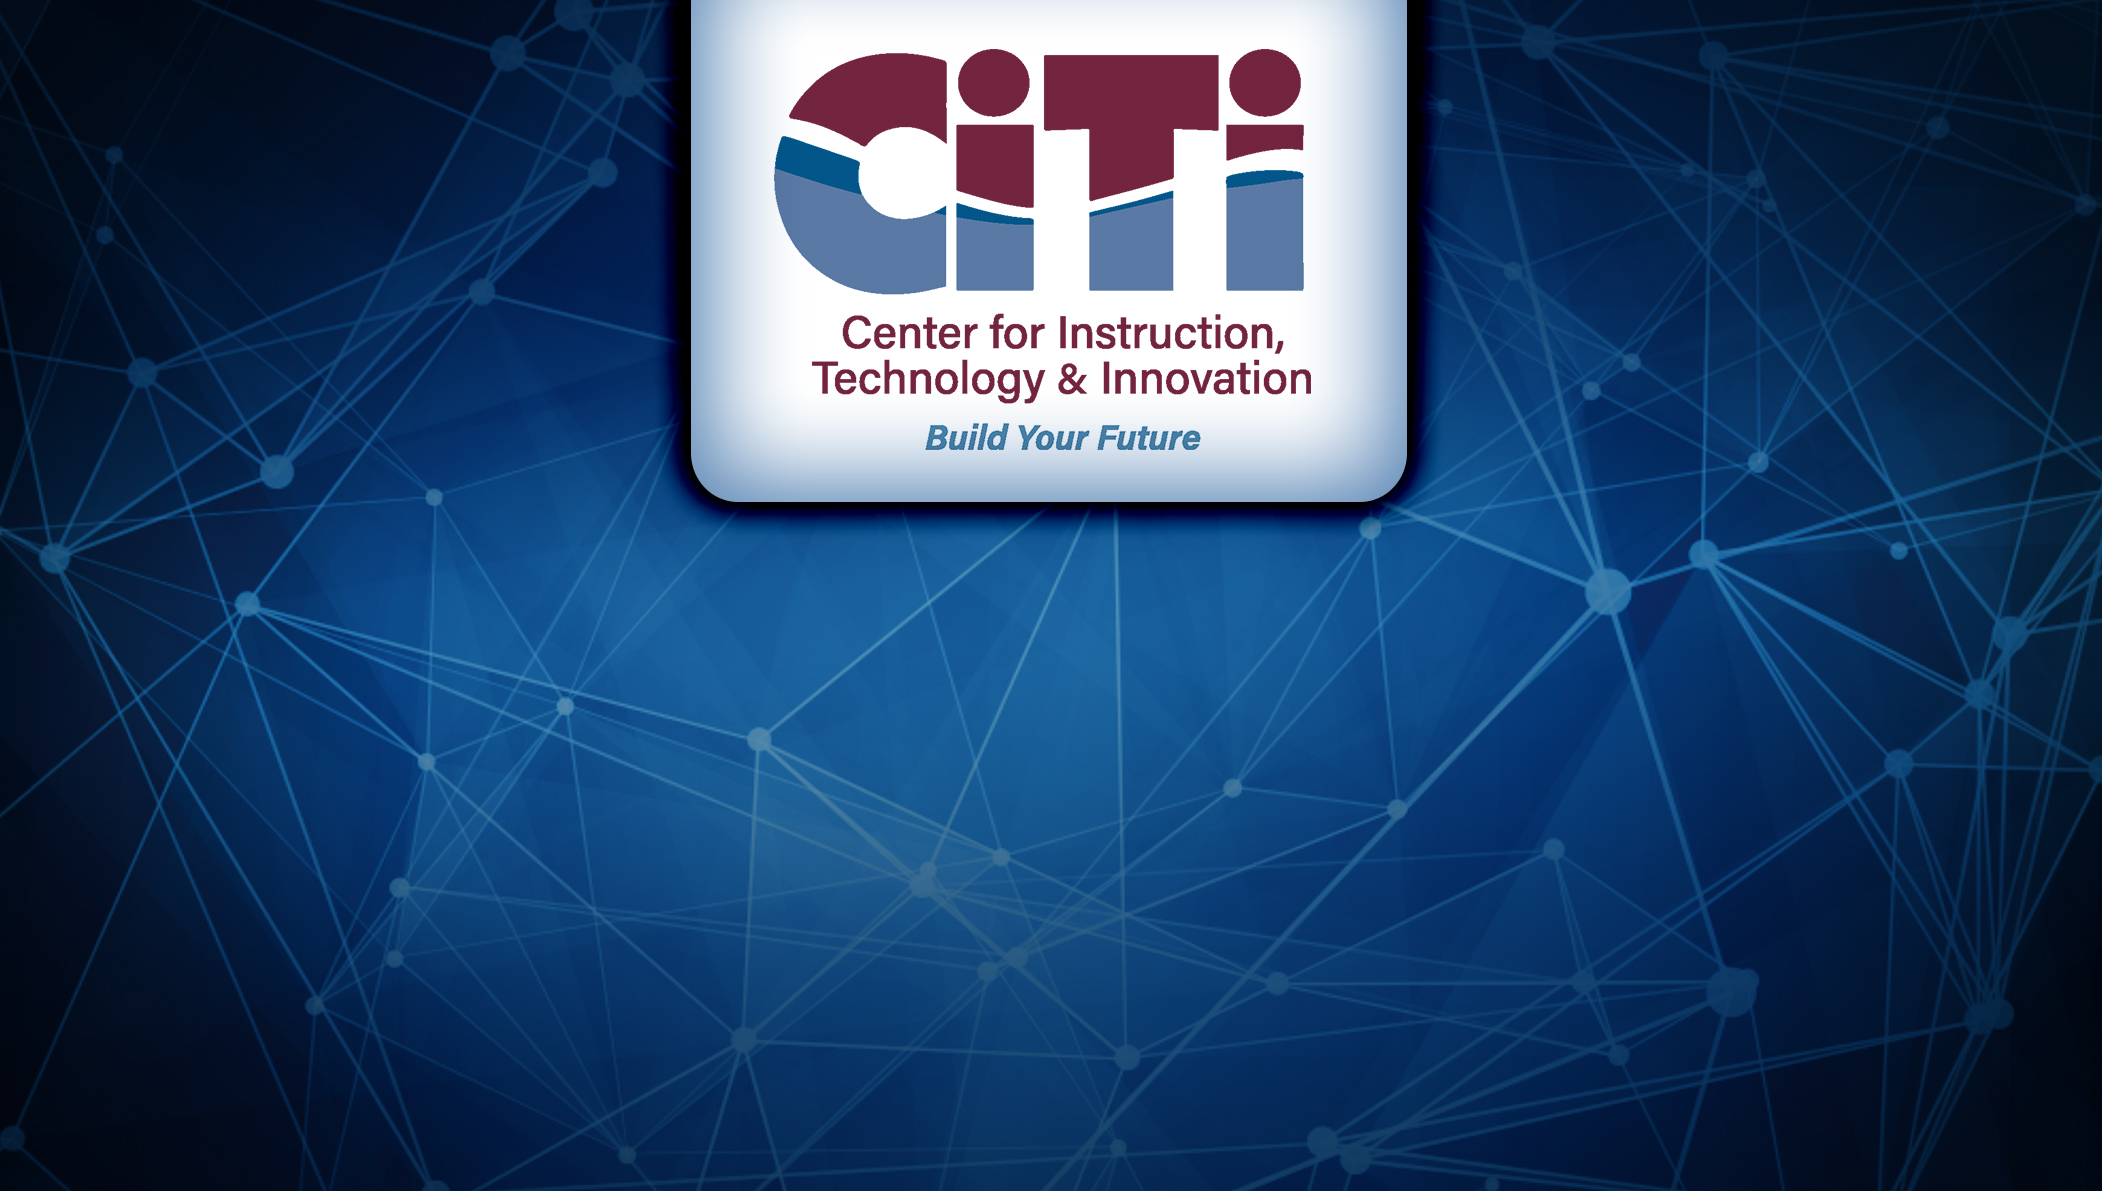 CiTi
Center for Instruction,
Technology & Innovation
Build Your Future